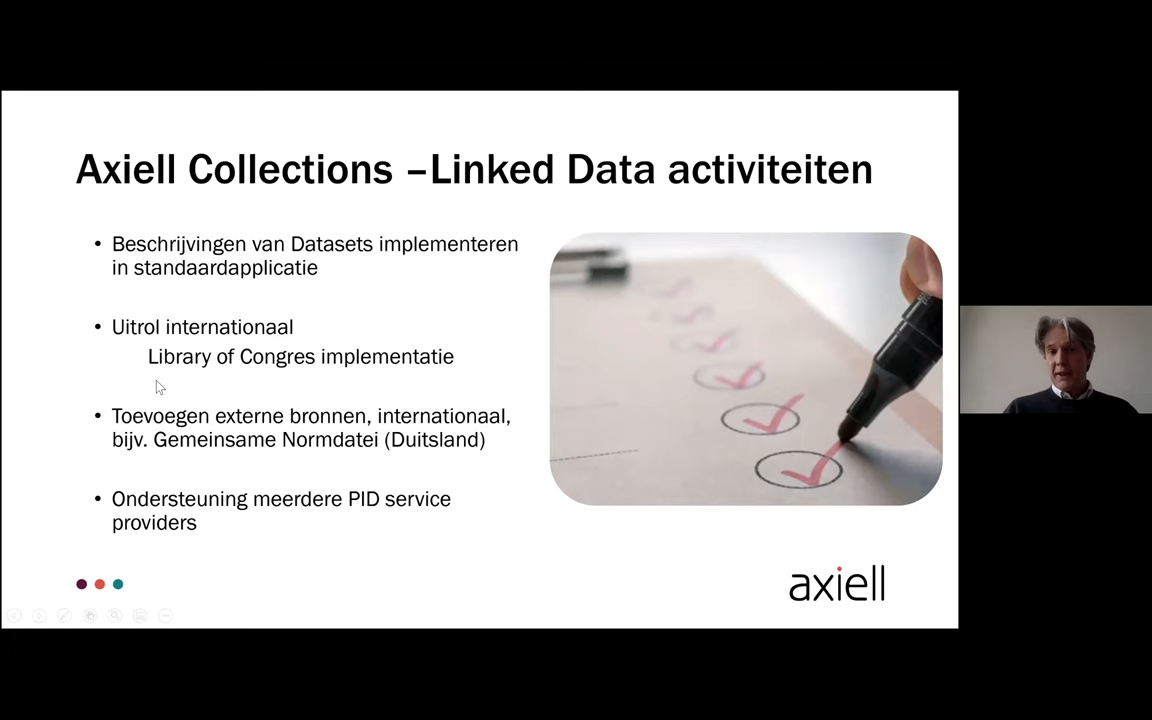 Axiell Collections –Linked Data activiteiten
• Beschrijvingen van Datasets implementeren
in standaardapplicatie
• Uitrol internationaal
Library of Congres implementatie
• Toevoegen externe bronnen, internationaal,
bijv. Gemeinsame Normdatei (Duitsland)
• Ondersteuning meerdere PID service
providers
axiell